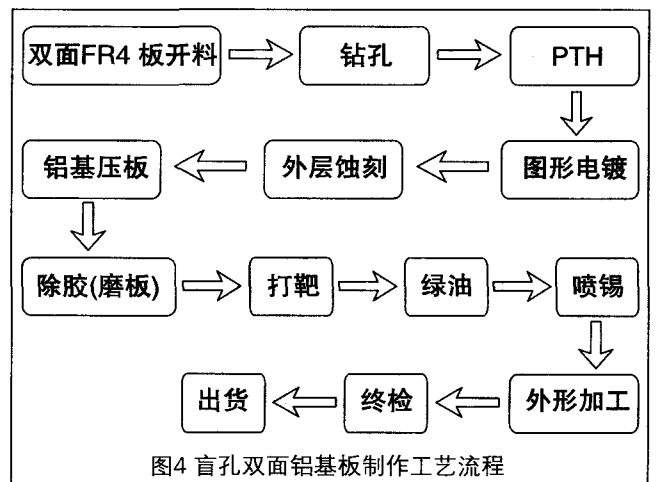 双面FR4 板开料
钻孔
PTH
图形电镀
外层蚀刻
铝基压板
除胶(磨板)
打靶
绿油
喷锡
外形加工
终检
出货
图4 盲孔双面铝基板制作工艺流程